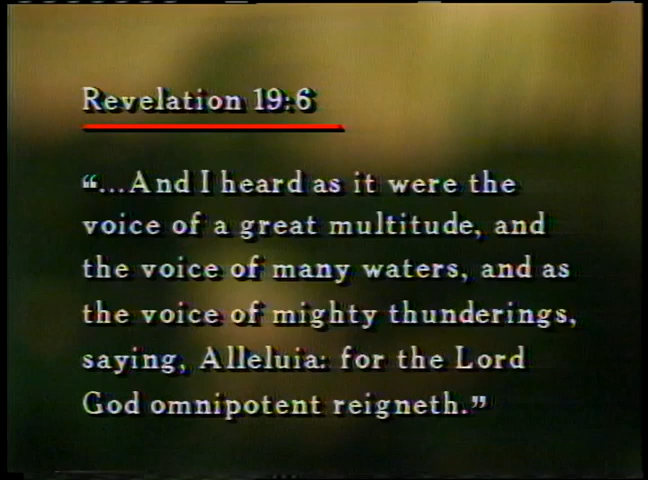 Revelation 19:6
“...And I heard as it were the
voice of a great multitude, and
the voice of many waters, and as
the voice of mighty thunderings,
saying, Alleluia: for the Lord
God omnipotent reigneth.”